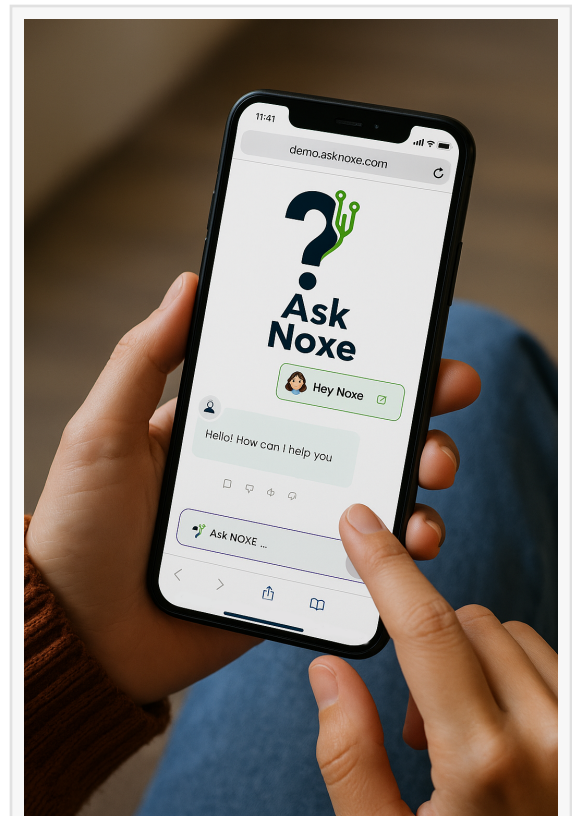 11:41
demo.asknoxe.com
Ask
Noxe
Hey Noxe
Hello! How can I help you
Ask NOXE ...